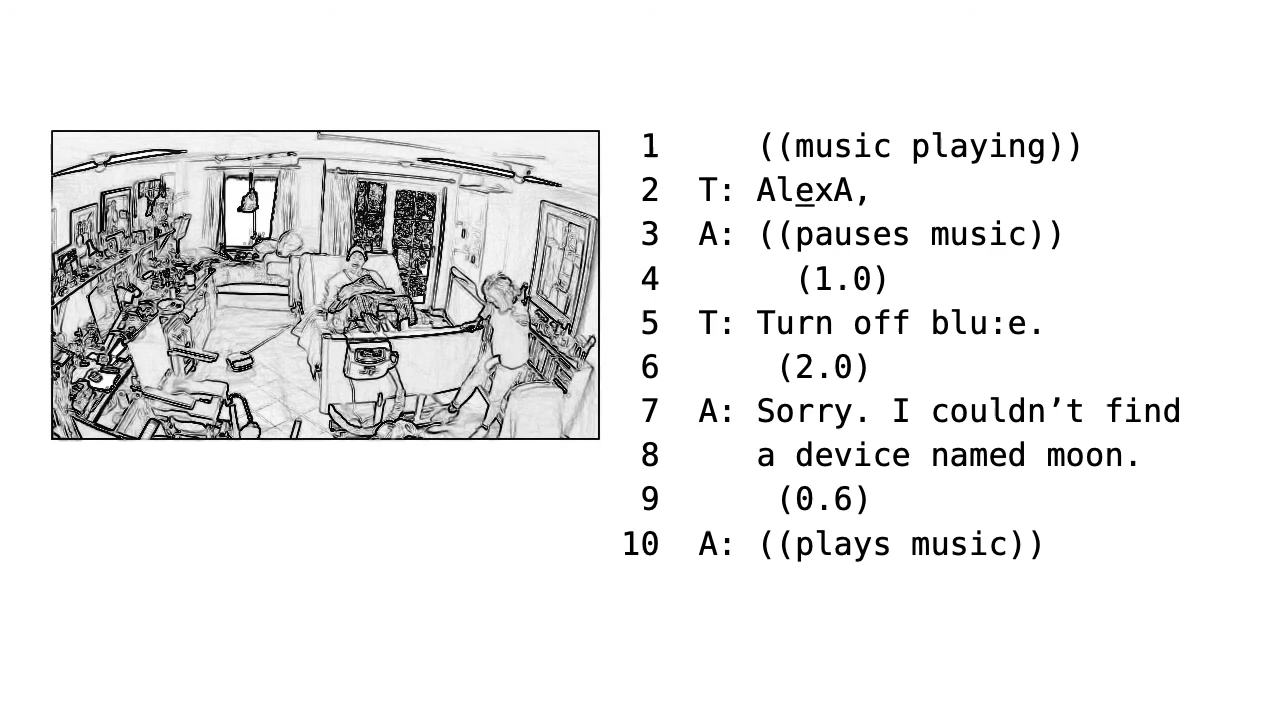 1 ((music playing))
2 T: AlexA,
3 A: ((pauses music))
4 (1.0)
5 T: Turn off blu:e.
6 (2.0)
7 A: Sorry. I couldn’t find
8 a device named moon.
9 (0.6)
10 A: ((plays music))